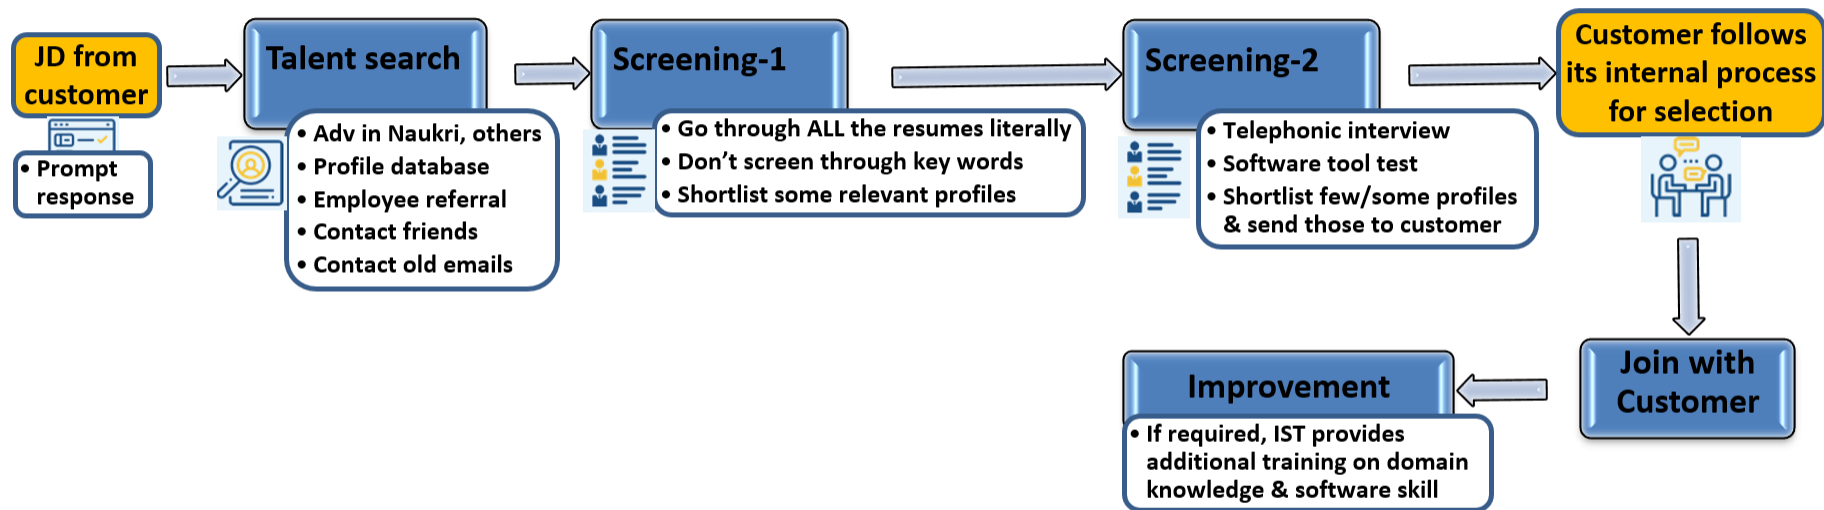 JD from
customer
• Prompt
response
Talent search
• Adv in Naukri, others
• Profile database
• Employee referral
• Contact friends
• Contact old emails
Screening-1
• Go through ALL the resumes literally
• Don’t screen through key words
• Shortlist some relevant profiles
Screening-2
• Telephonic interview
• Software tool test
• Shortlist few/some profiles
& send those to customer
Customer follows
its internal process
for selection
Join with
Customer
Improvement
• If required, IST provides
additional training on domain
knowledge & software skill